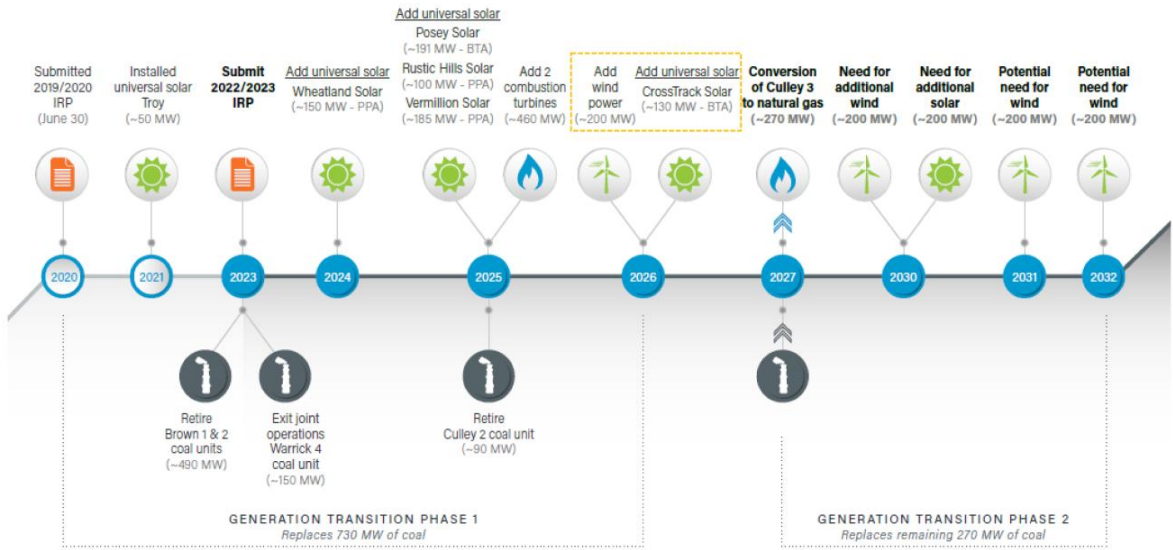 Submitted
2019/2020
IRP
(June 30)
Installed
universal solar
Troy
(~50 MW)
Submit
2022/2023
IRP
Add universal solar
Wheatland Solar
(~150 MW - PPA)
Add universal solar
Posey Solar
(~191 MW - BTA)
Rustic Hills Solar
(~100 MW - PPA)
Vermillion Solar
(~185 MW - PPA)
Add 2
combustion
turbines
(~460 MW)
Add
wind
power
(~200 MW)
Add universal solar
CrossTrack Solar
(~130 MW - BTA)
Conversion
of Culley 3
to natural gas
(~270 MW)
Need for
additional
wind
(~200 MW)
Need for
additional
solar
(~200 MW)
Potential
need for
wind
(~200 MW)
Potential
need for
wind
(~200 MW)
2020
2021
2023
2024
2025
2026
2027
2030
2031
2032
Retire
Brown 1 & 2
coal units
(~490 MW)
Exit joint
operations
Warrick 4
coal unit
(~150 MW)
Retire
Culley 2 coal unit
(~90 MW)
GENERATION TRANSITION PHASE 1
Replaces 730 MW of coal
GENERATION TRANSITION PHASE 2
Replaces remaining 270 MW of coal